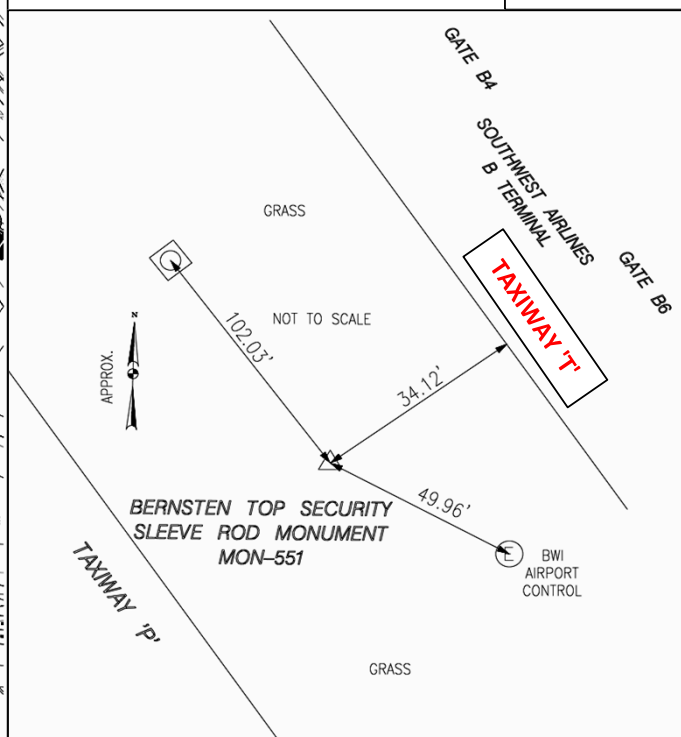 GATE B4
SOUTHWEST AIRLINES
B TERMINAL
GATE B6
GRASS
TAXIWAY 'T'
N
APPROX.
NOT TO SCALE
102.03'
34.12'
49.96'
BERNSTEN TOP SECURITY
SLEEVE ROD MONUMENT
MON-551
E
BWI
AIRPORT
CONTROL
TAXIWAY 'P'
GRASS